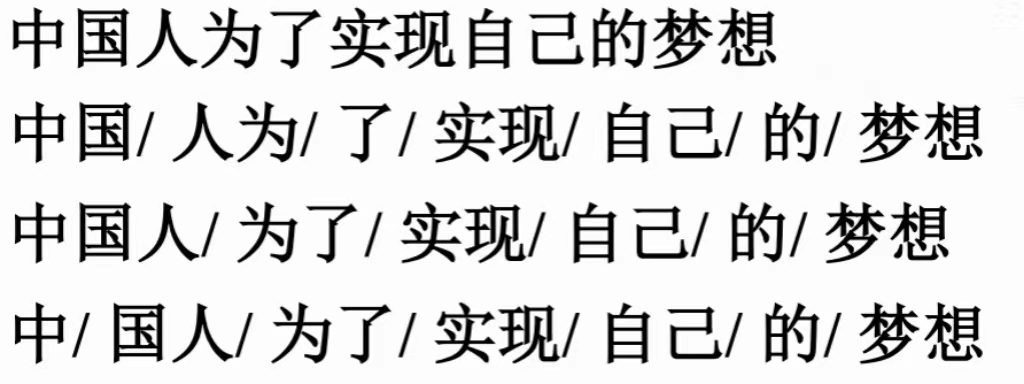 中国人为了实现自己的梦想
中国/ 人为/ 了/ 实现/ 自己/ 的/ 梦想
中国人/ 为了/ 实现/ 自己/ 的/ 梦想
中/ 国人/ 为了/ 实现/ 自己/ 的/ 梦想